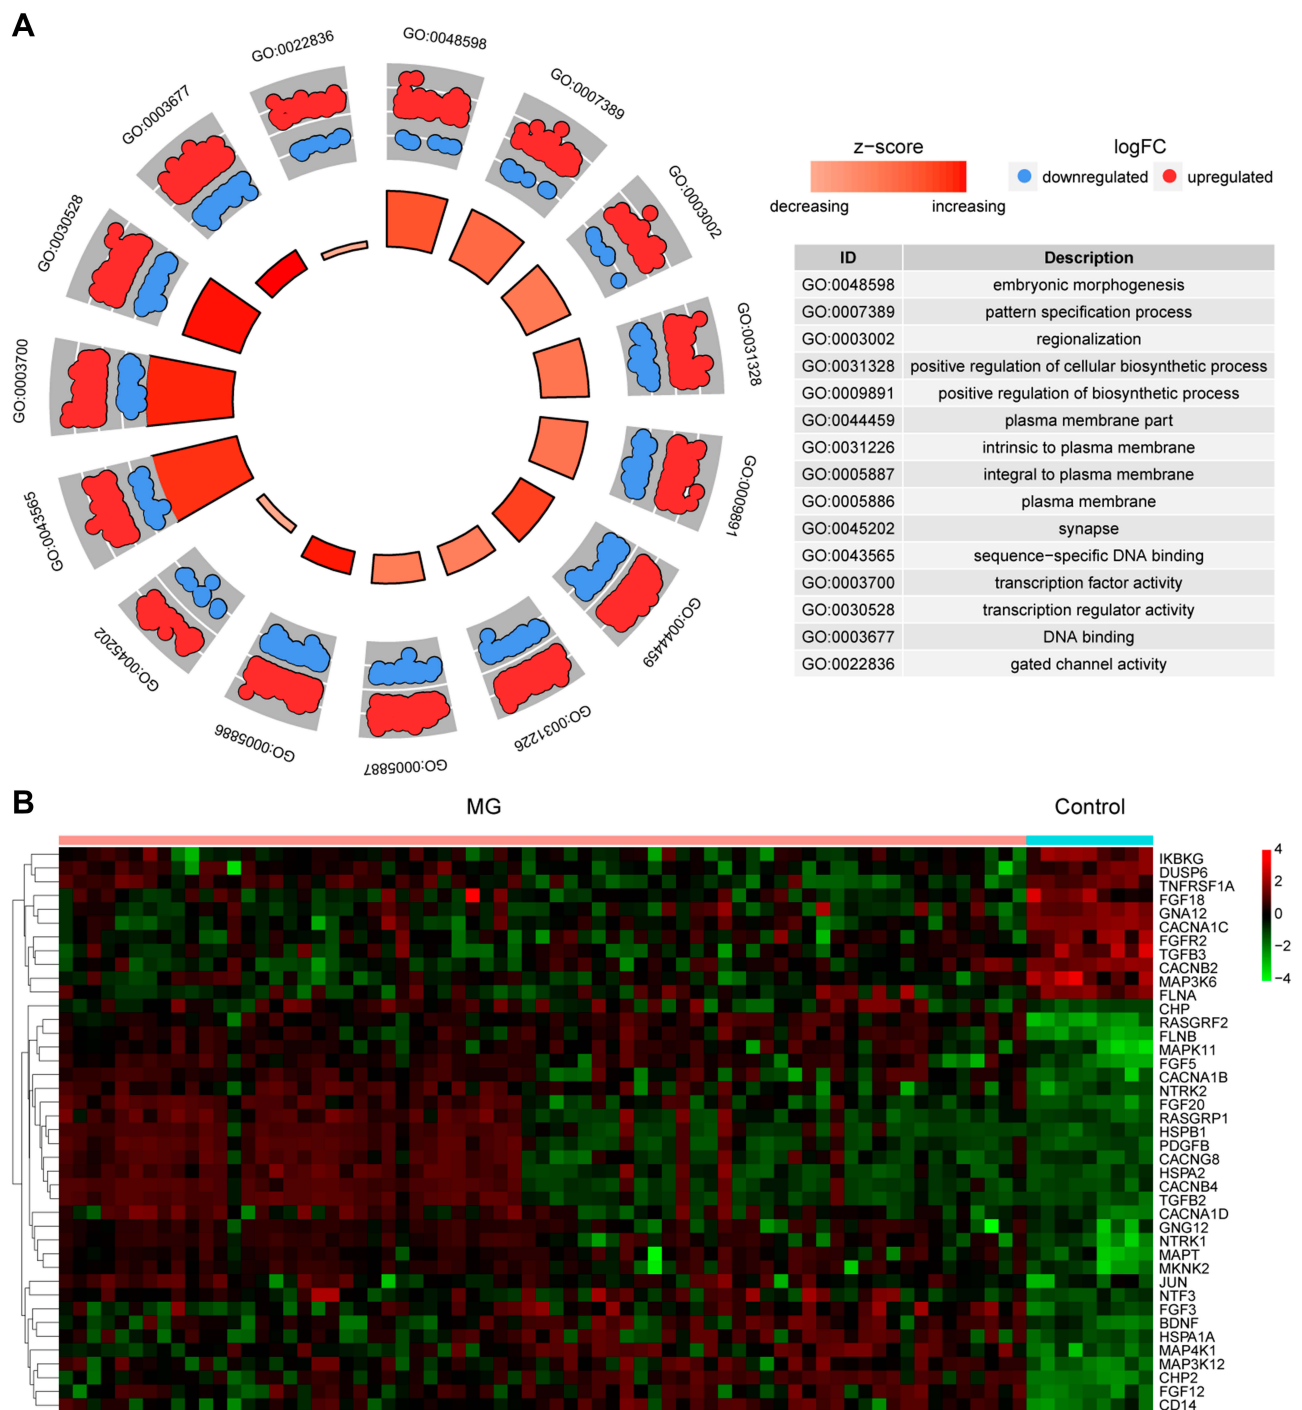 A
GO:0048598
GO:0007389
GO:0003002
GO:0031328
GO:0009891
GO:0044459
GO:0031226
GO:0005887
GO:0005886
GO:0045202
GO:0043565
GO:0003700
GO:0030528
GO:0003677
GO:0022836
z-score
decreasing
increasing
logFC
downregulated
upregulated
ID Description
GO:0048598 embryonic morphogenesis
GO:0007389 pattern specification process
GO:0003002 regionalization
GO:0031328 positive regulation of cellular biosynthetic process
GO:0009891 positive regulation of biosynthetic process
GO:0044459 plasma membrane part
GO:0031226 intrinsic to plasma membrane
GO:0005887 integral to plasma membrane
GO:0005886 plasma membrane
GO:0045202 synapse
GO:0043565 sequence-specific DNA binding
GO:0003700 transcription factor activity
GO:0030528 transcription regulator activity
GO:0003677 DNA binding
GO:0022836 gated channel activity
B
MG
Control
IKBKG
DUSP6
TNFRSF1A
FGF18
GNA12
CACNA1C
FGFR2
TGFB3
CACNB2
MAP3K6
FLNA
CHP
RASGRF2
FLNB
MAPK11
FGF5
CACNA1B
NTRK2
FGF20
RASGRP1
HSPB1
PDGFB
CACNG8
HSPA2
CACNB4
TGFB2
CACNA1D
GNG12
NTRK1
MAPT
MKNK2
JUN
NTF3
FGF3
BDNF
HSPA1A
MAP4K1
MAP3K12
CHP2
FGF12
CD14
4
2
0
−2
−4